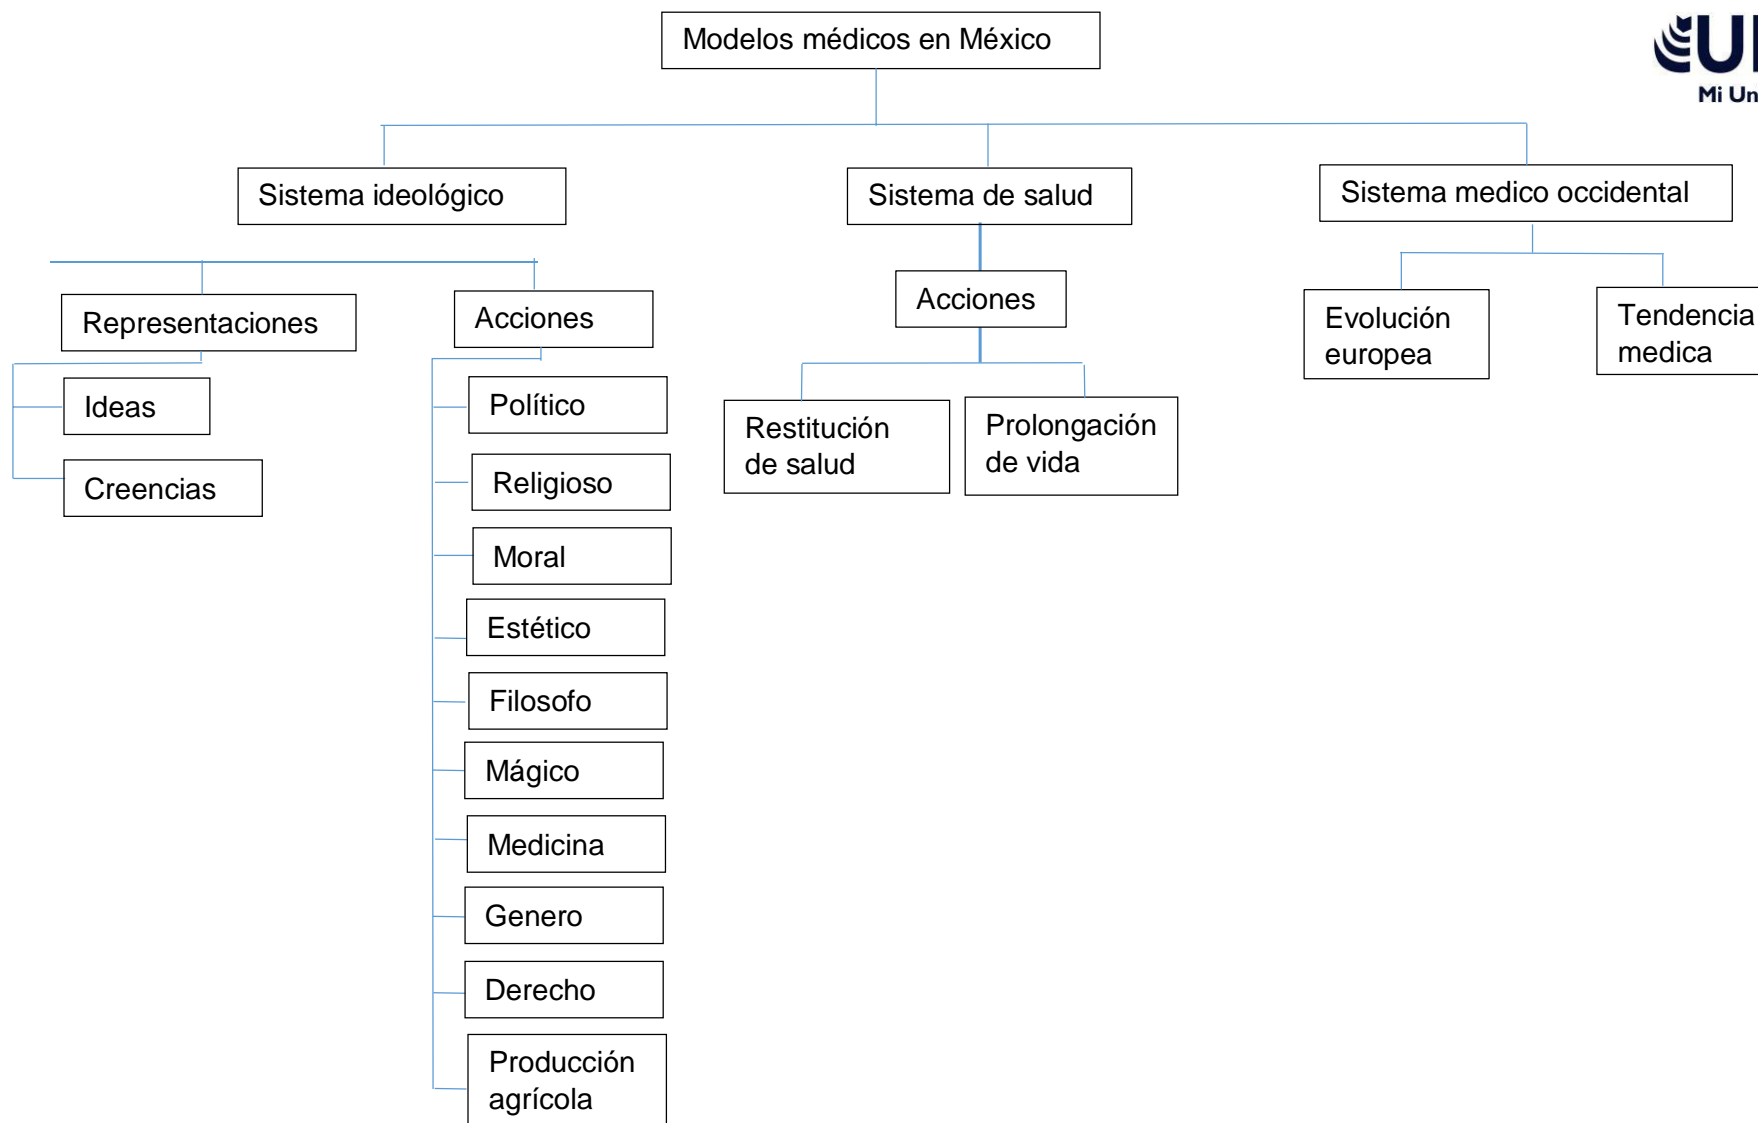 Modelos médicos en México
Mi Un
Sistema ideológico
Sistema de salud
Sistema medico occidental
Representaciones
Acciones
Acciones
Evolución
europea
Tendencia
medica
Ideas
Creencias
Político
Religioso
Moral
Estético
Filosofo
Mágico
Medicina
Genero
Derecho
Producción
agrícola
Restitución
de salud
Prolongación
de vida